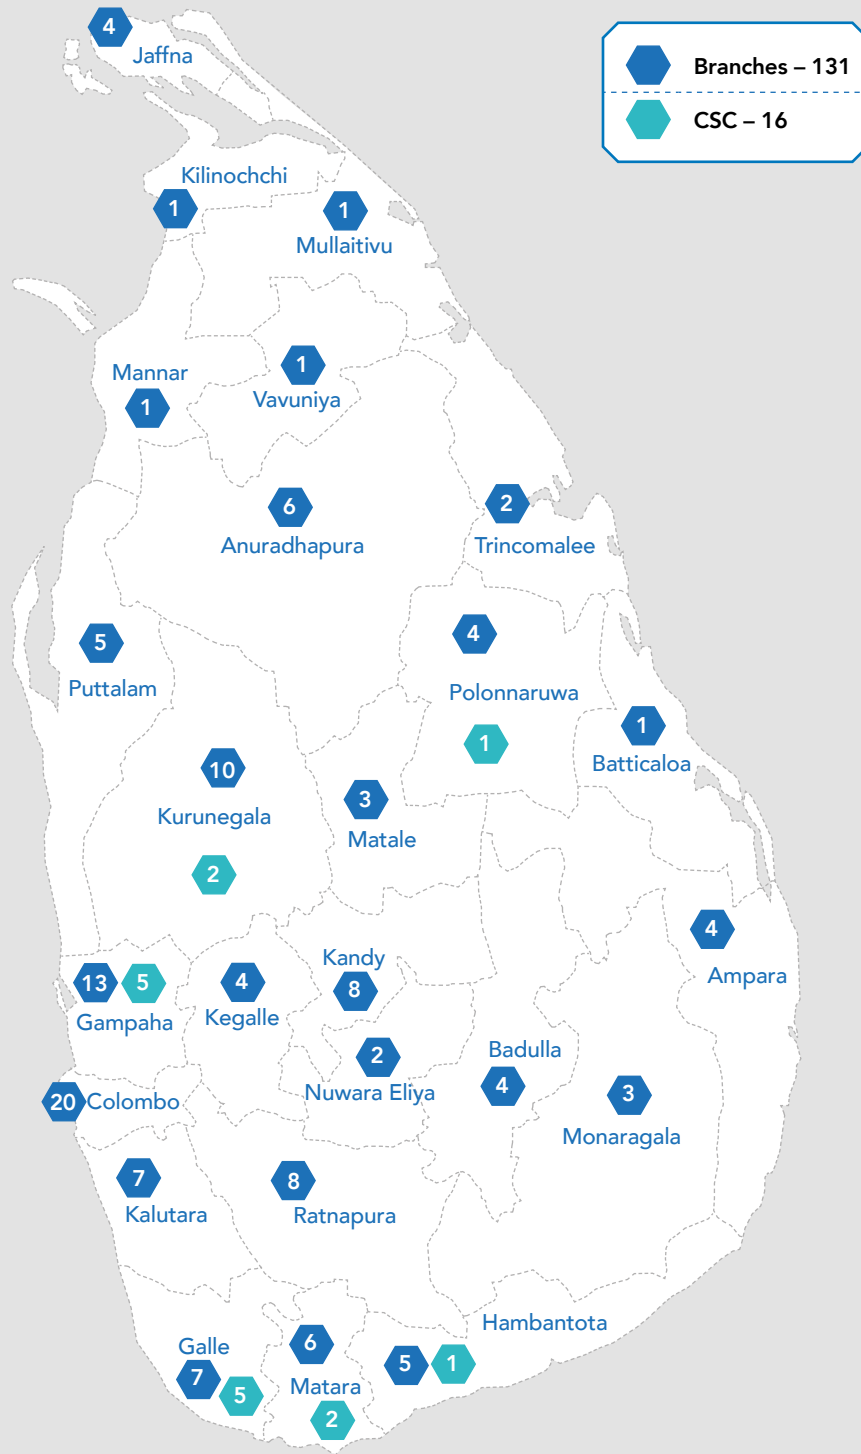 4
Jaffna
Branches – 131
CSC – 16
Kilinochchi
1
1
Mullaitivu
Mannar
1
1
Vavuniya
6
Anuradhapura
2
Trincomalee
5
Puttalam
4
Polonnaruwa
1
1
Batticaloa
10
Kurunegala
2
3
Matale
4
Ampara
13
5
Gampaha
4
Kegalle
Kandy
8
2
Nuwara Eliya
Badulla
4
3
Monaragala
20
Colombo
7
Kalutara
8
Ratnapura
Hambantota
5
1
Galle
7
5
6
Matara
2